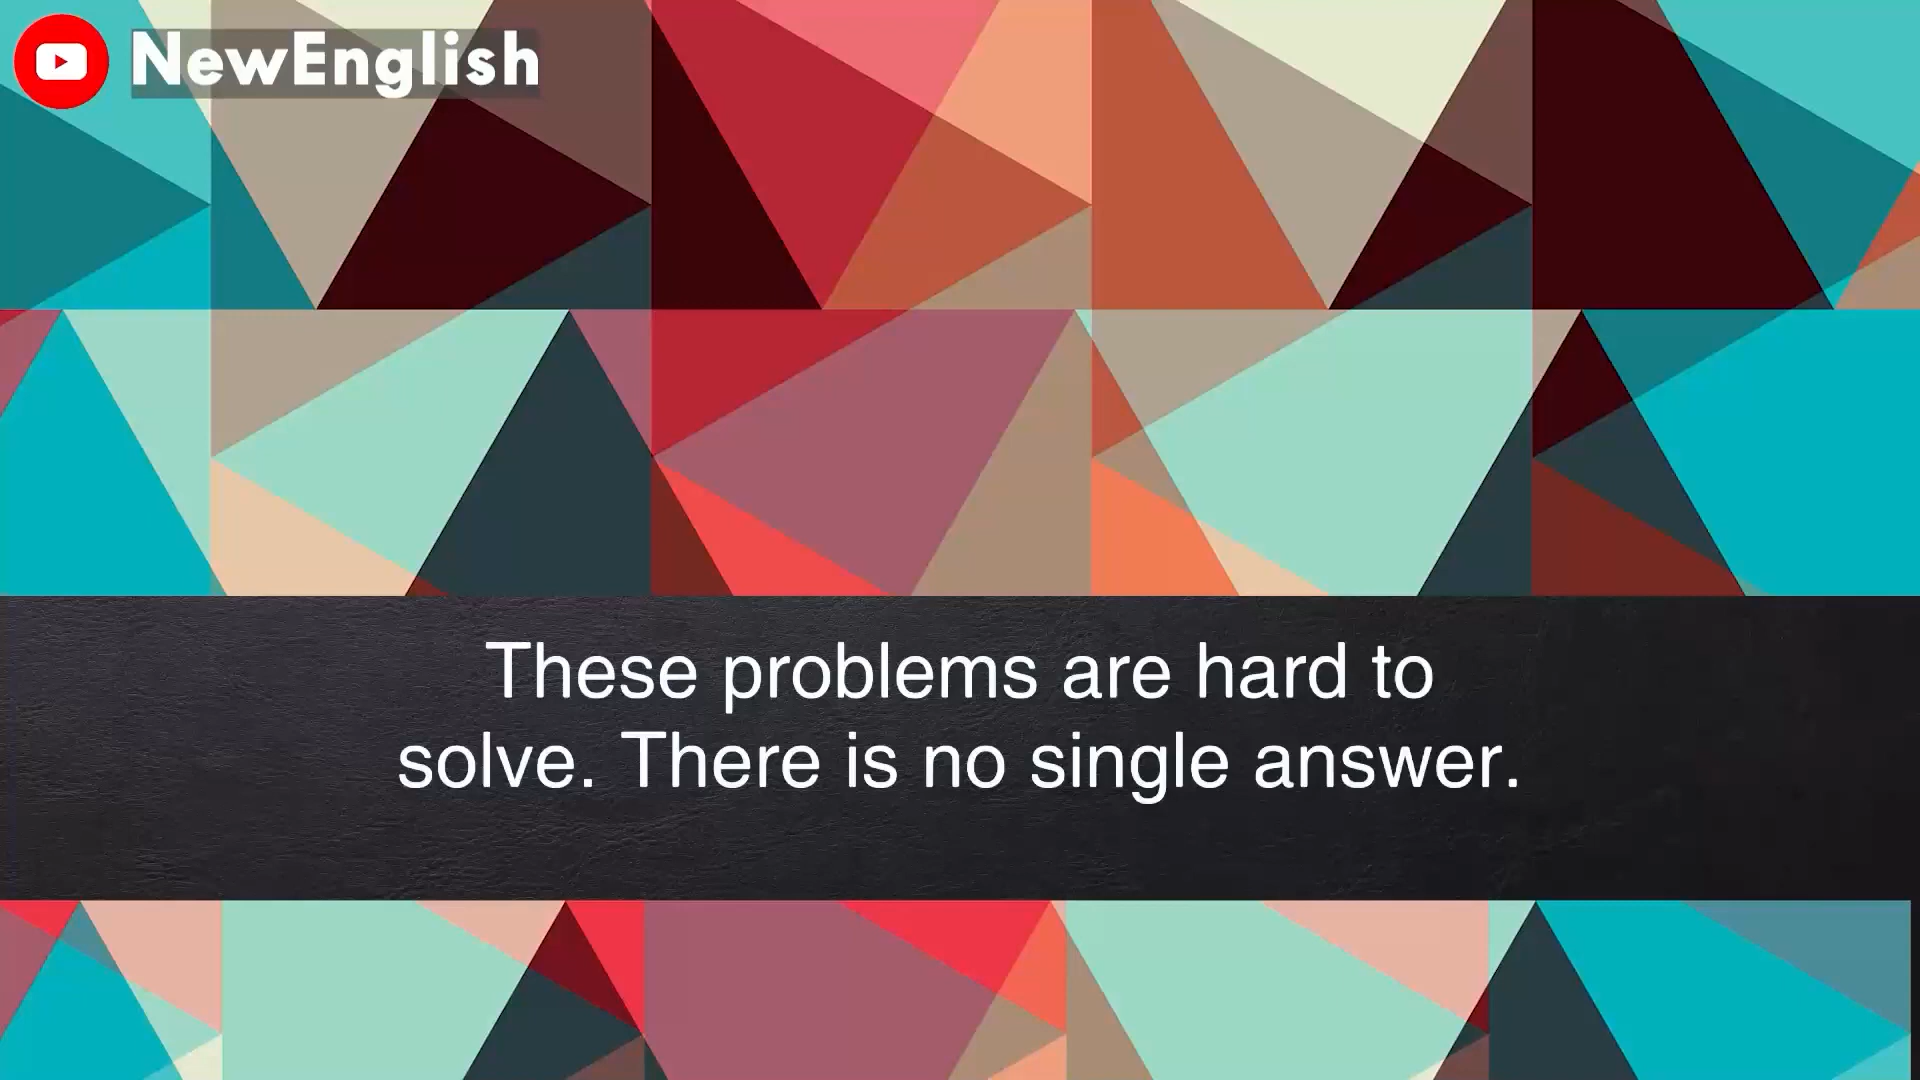 NewEnglish
These problems are hard to
solve. There is no single answer.